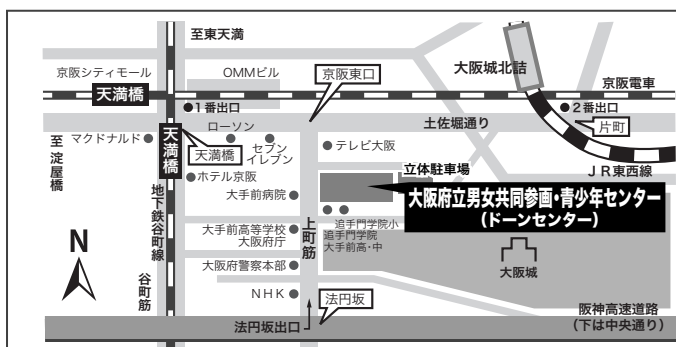 至東天満
京阪シティモール
OMMビル
京阪東口
大阪城北詰
京阪電車
天満橋
●1番出口
●2番出口
片町
土佐堀通り
至 淀屋橋
マクドナルド●
天満橋
天満橋
ローソン
セブン
イレブン
●テレビ大阪
JR東西線
立体駐車場
●ホテル京阪
大手前病院●
大阪府立男女共同参画・青少年センター
(ドーンセンター)
地下鉄谷町線
上町筋
追手門学院小
追手門学院
大手前高・中
大手前高等学校●
大阪府庁
N
大阪府警察本部●
大阪城
谷町筋
NHK●
法円坂
阪神高速道路
(下は中央通り)
法円坂出口